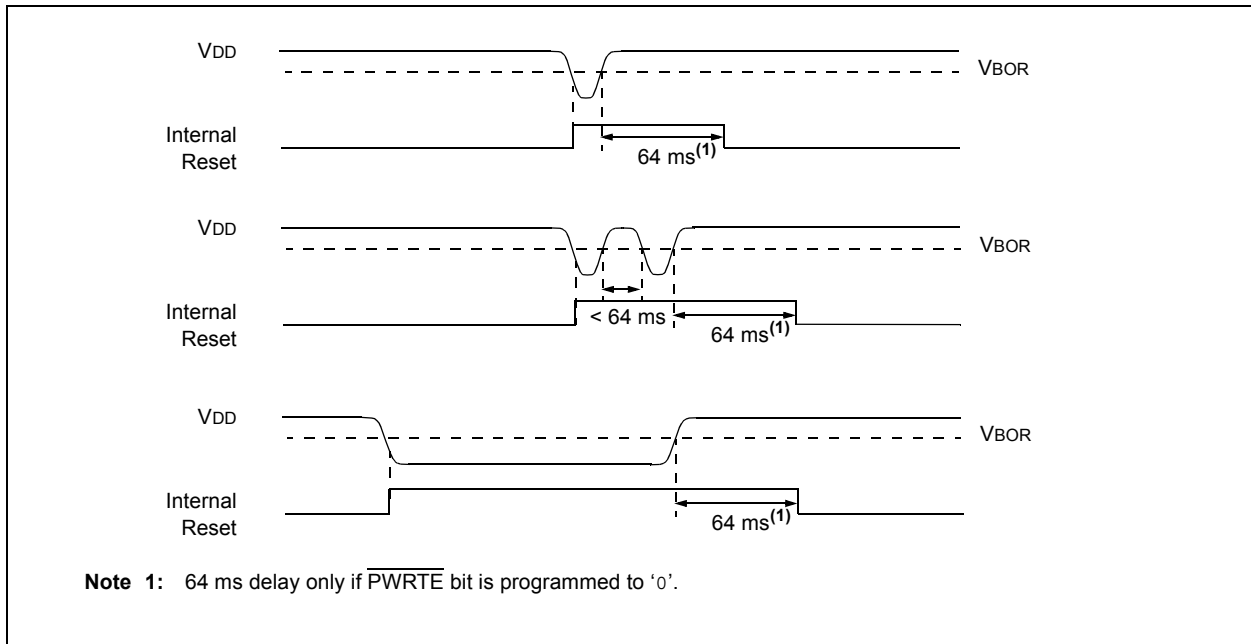 VDD
VBOR
Internal
Reset
64 ms(1)
VDD
VBOR
Internal
Reset
< 64 ms
64 ms(1)
VDD
VBOR
Internal
Reset
64 ms(1)
Note 1: 64 ms delay only if PWRTE bit is programmed to ‘0’.